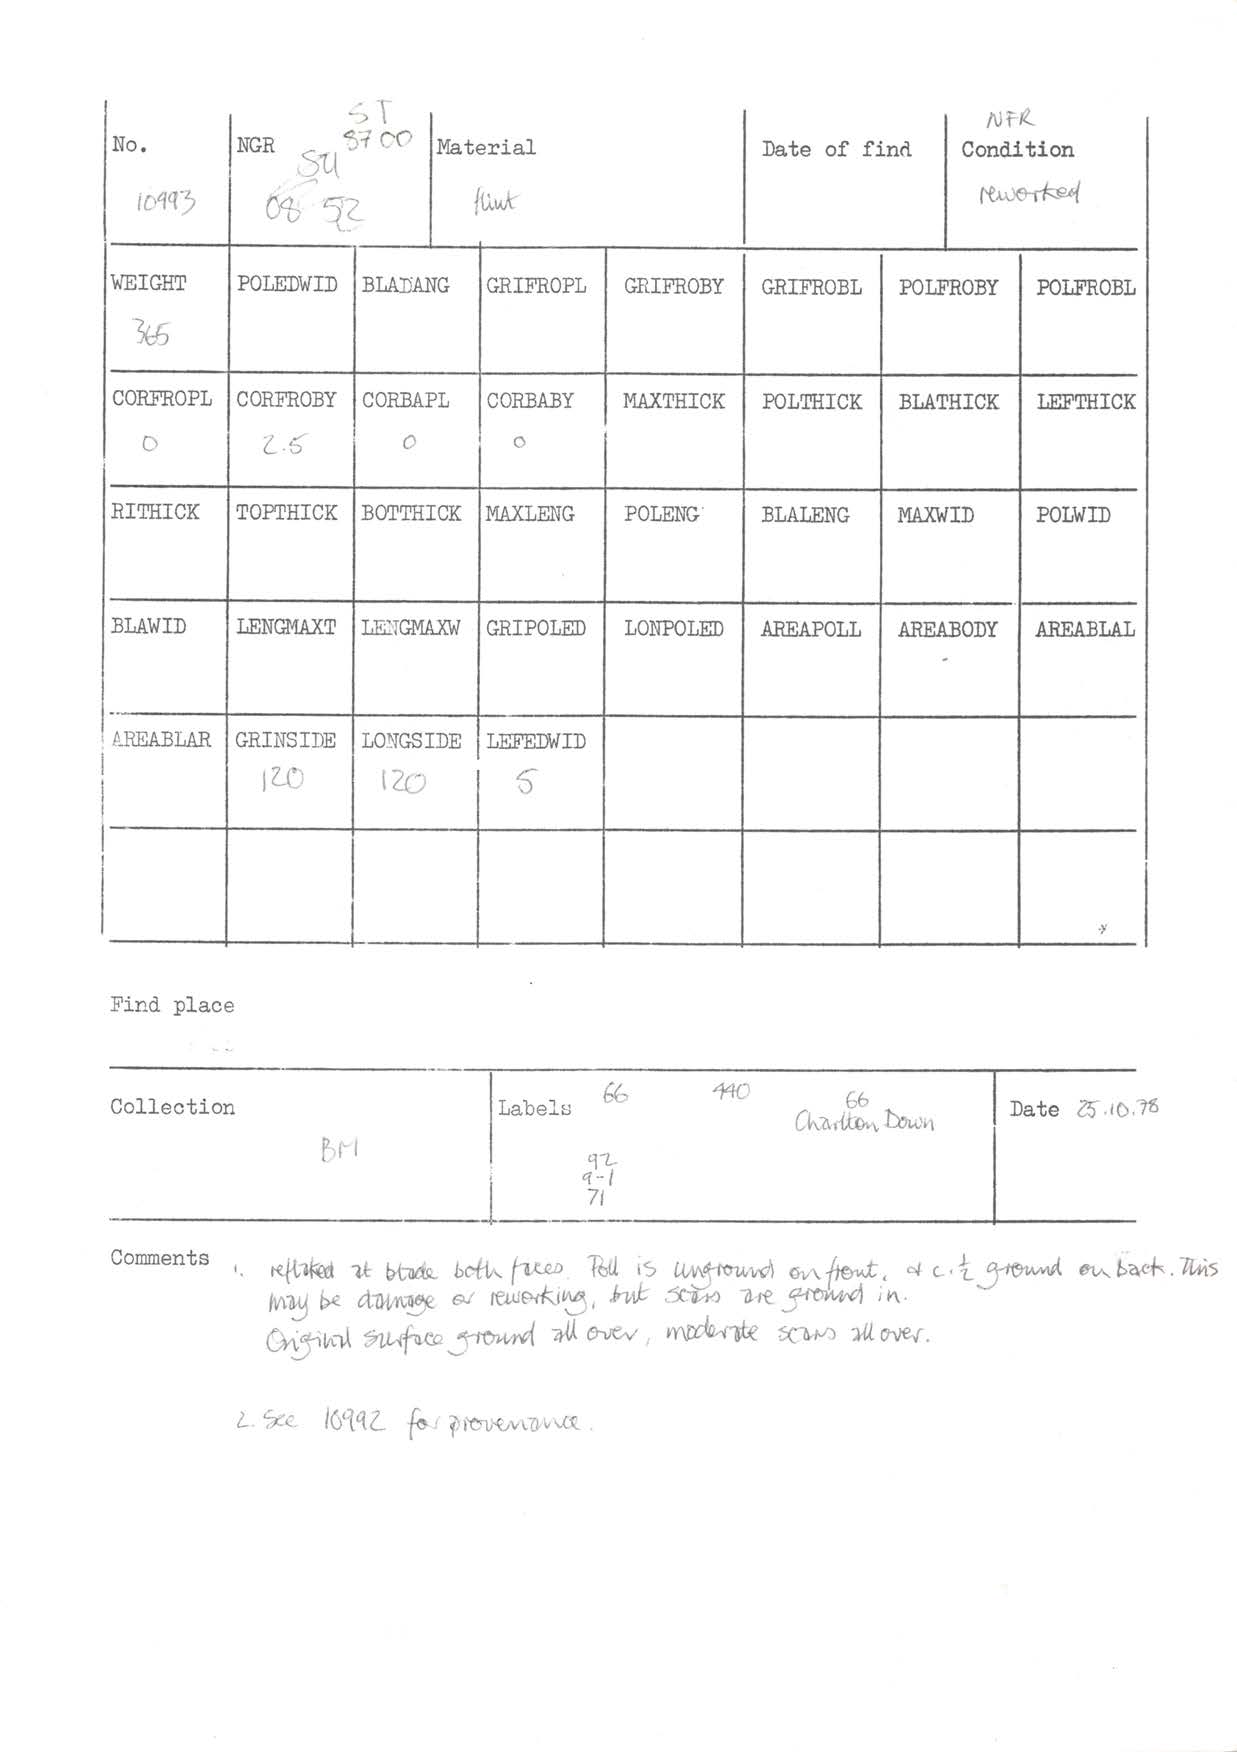 ST
NFR
No. NGR 8700 Material Date of find Condition
SU
10993 08 52 flint reworked
WEIGHT POLEDWID BLADANG GRIFROPL GRIFROBY GRIFROBL POLFROBY POLFROBL
365
CORFROPL CORFROBY CORBAPL CORBABY MAXTHICK POLTHICK BLATHICK LEFTHICK
0 2.5 0 0
RITHICK TOPTHICK BOTTHICK MAXLENG POLENG BLALENG MAXWID POLWID
BLAWID LENGMAXT LENGMAXW GRIPOLED LONPOLED AREAPOLL AREABODY AREABLAL
AREABLAR GRINSIDE LONGSIDE LEFEDWID
120 120 5
Find place
Collection Labels 66 440 66 Date 25.10.78
Charlton Down
BM
92
9-1
71
Comments 1. reflaked at blade both faces. Poll is unground on front, & c. ½ ground on back. This
may be damage or reworking, but scars are ground in.
Original surface ground all over, moderate scars all over.
2. See 10992 for provenance.